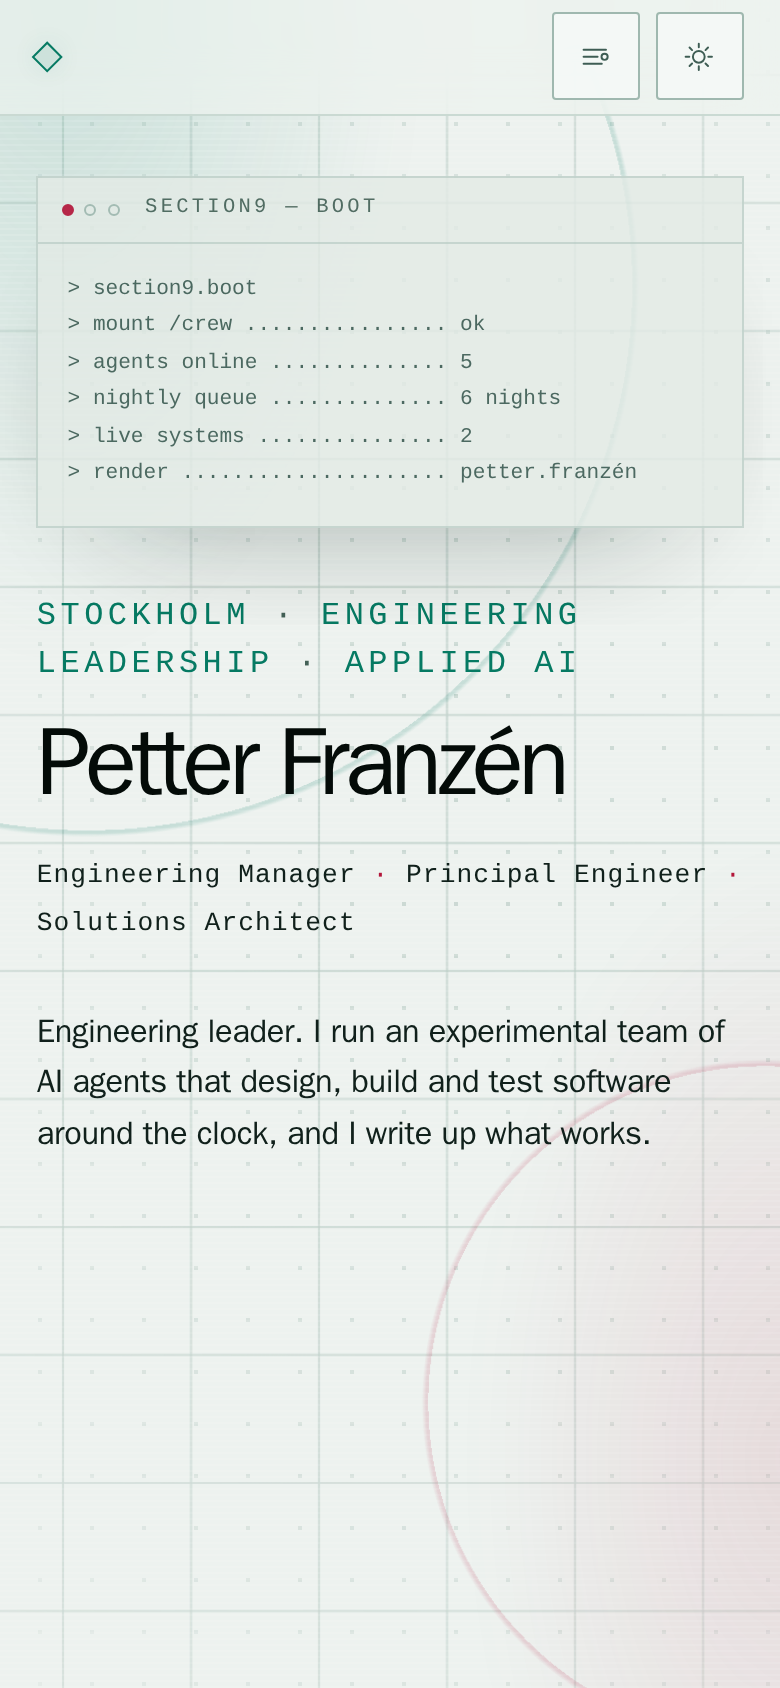 SECTION9 — BOOT
> section9.boot
> mount /crew ................ ok
> agents online .............. 5
> nightly queue .............. 6 nights
> live systems ............... 2
> render ..................... petter.franzén
STOCKHOLM · ENGINEERING
LEADERSHIP · APPLIED AI
Petter Franzén
Engineering Manager · Principal Engineer ·
Solutions Architect
Engineering leader. I run an experimental team of
AI agents that design, build and test software
around the clock, and I write up what works.